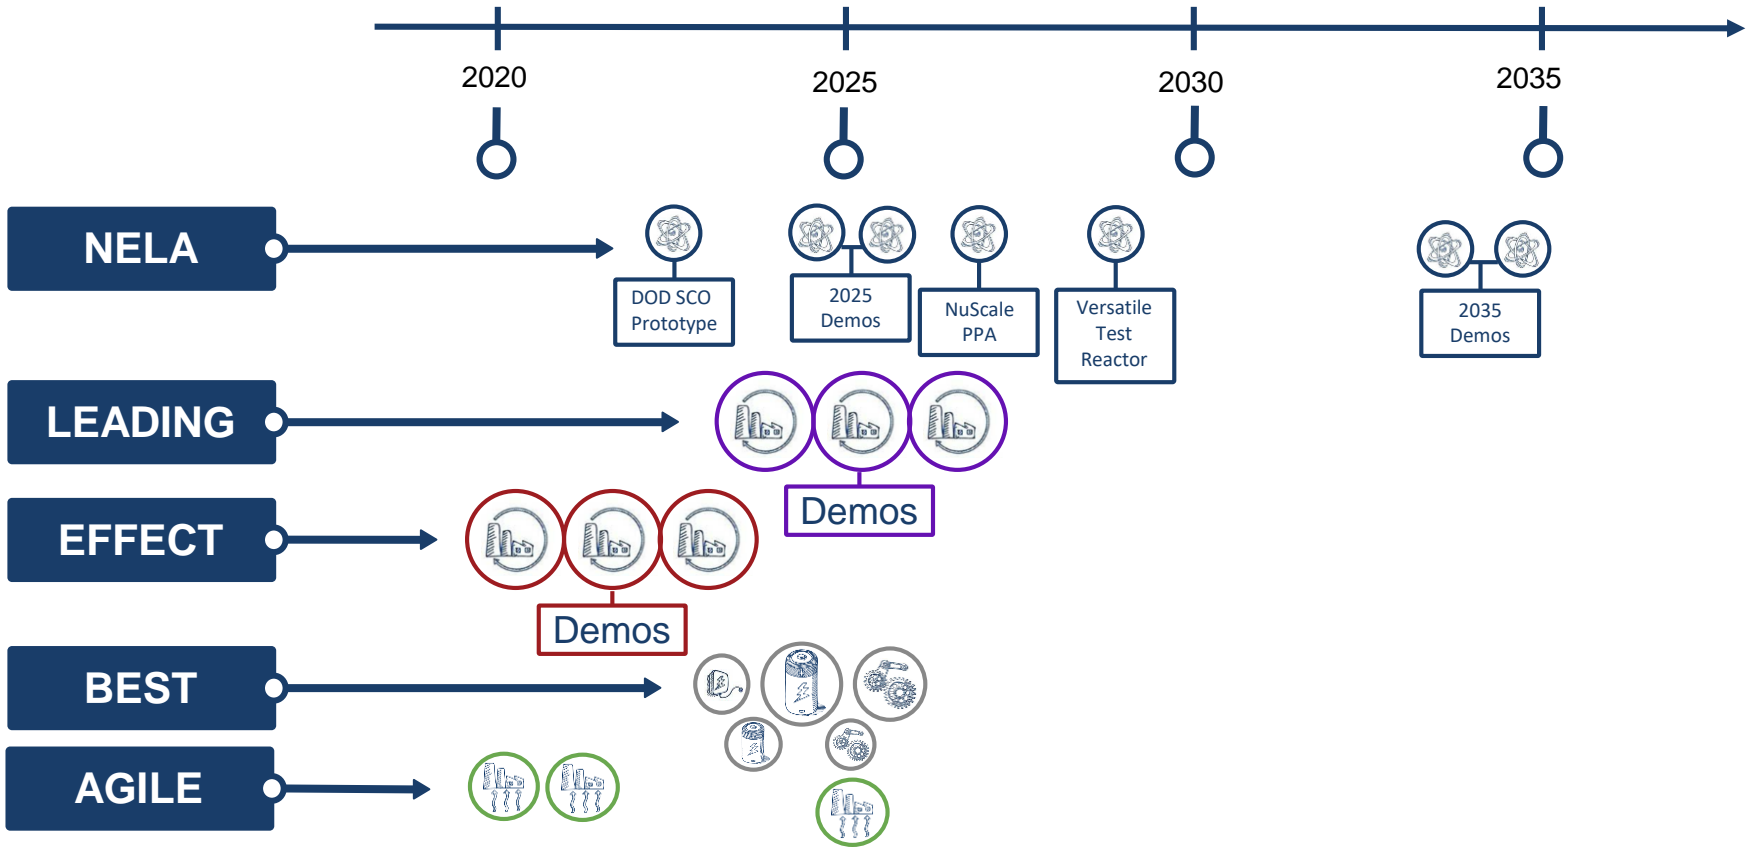 2020
2025
2030
2035
NELA
DOD SCO
Prototype
2025
Demos
NuScale
PPA
Versatile
Test
Reactor
2035
Demos
LEADING
Demos
EFFECT
Demos
BEST
AGILE